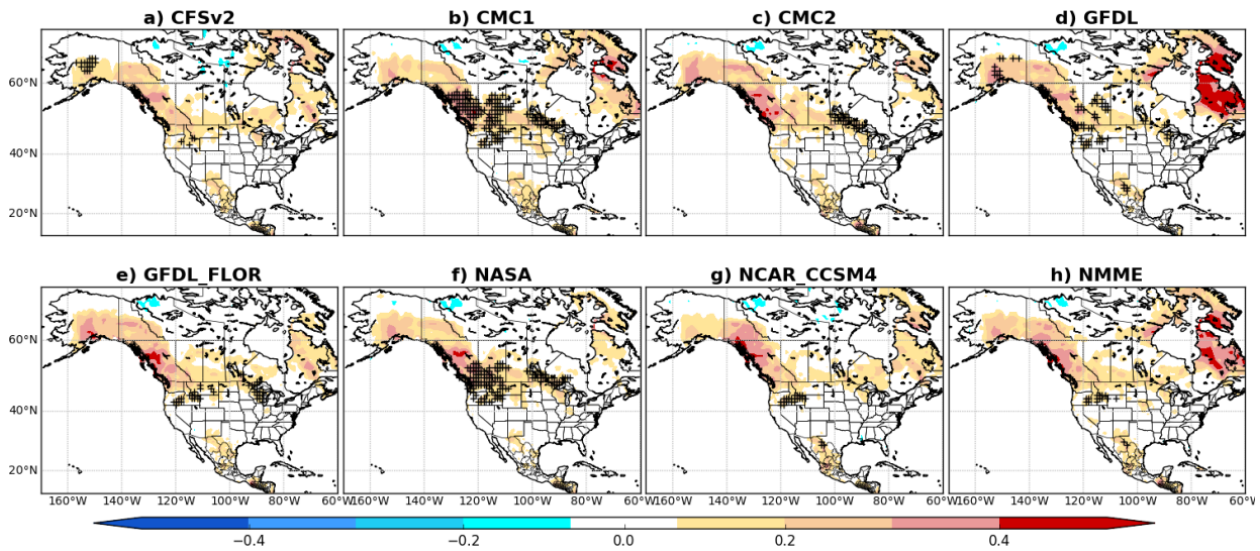 a) CFSv2 b) CMC1 c) CMC2 d) GFDL
60°N
40°N
20°N
e) GFDL_FLOR f) NASA g) NCAR_CCSM4 h) NMME
60°N
40°N
20°N
160°W 140°W 120°W 100°W 80°W 60°W 160°W 140°W 120°W 100°W 80°W 60°W 160°W 140°W 120°W 100°W 80°W 60°W 160°W 140°W 120°W 100°W 80°W 60°W
−0.4 −0.2 0.0 0.2 0.4